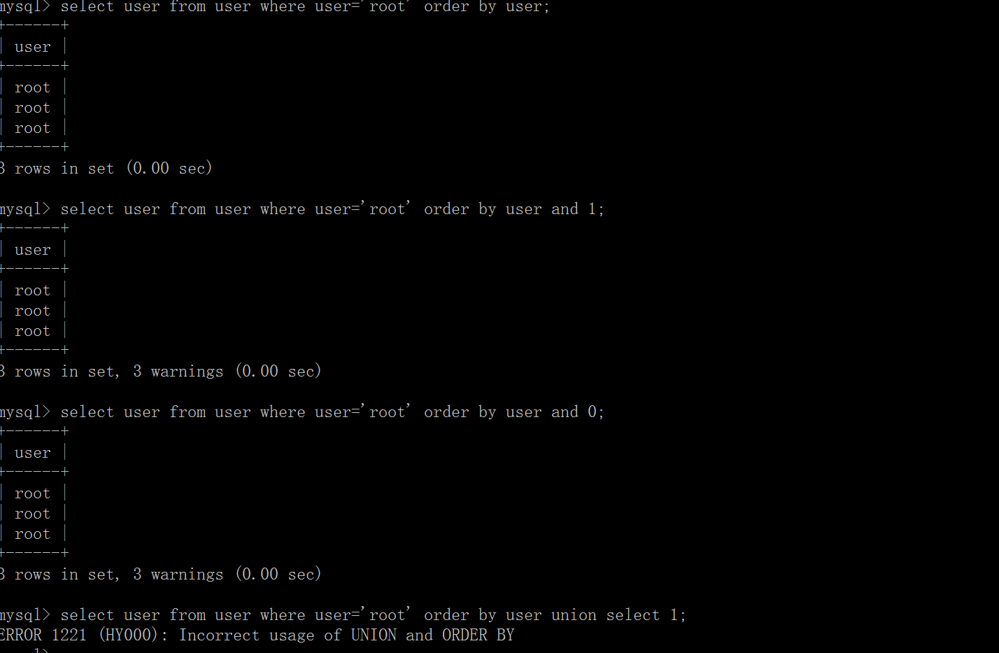 mysql> select user from user where user='root' order by user;
+------+
| user |
+------+
| root |
| root |
| root |
+------+
3 rows in set (0.00 sec)
mysql> select user from user where user='root' order by user and 1;
+------+
| user |
+------+
| root |
| root |
| root |
+------+
3 rows in set, 3 warnings (0.00 sec)
mysql> select user from user where user='root' order by user and 0;
+------+
| user |
+------+
| root |
| root |
| root |
+------+
3 rows in set, 3 warnings (0.00 sec)
mysql> select user from user where user='root' order by user union select 1;
ERROR 1221 (HY000): Incorrect usage of UNION and ORDER BY